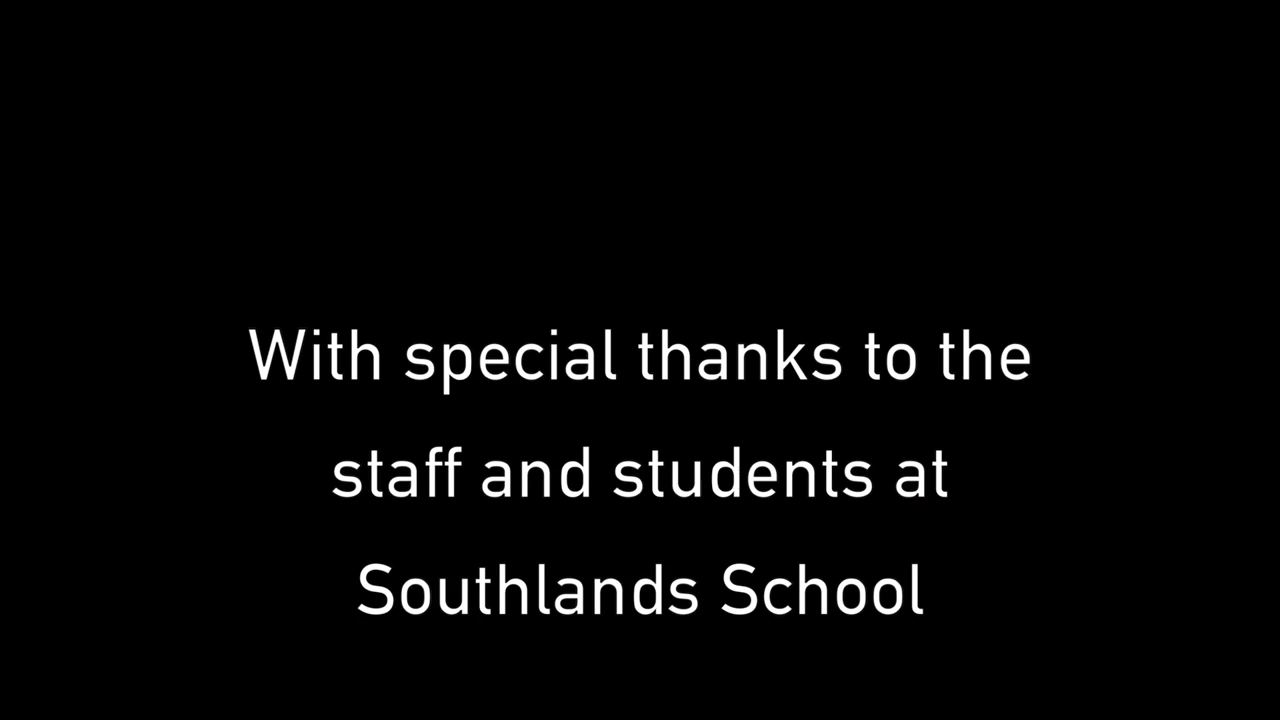 With special thanks to the
staff and students at
Southlands School